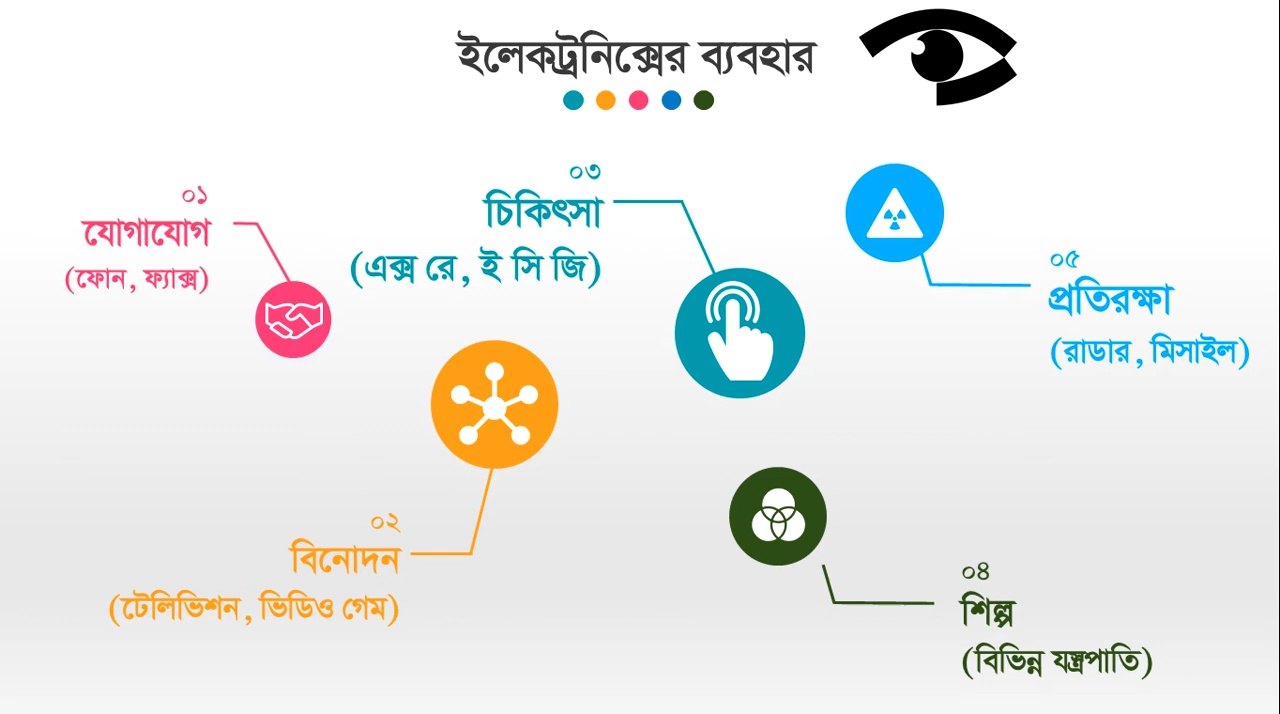 ইলেকট্রনিক্সের ব্যবহার
০১
যোগাযোগ
(ফোন, ফ্যাক্স)
০২
বিনোদন
(টেলিভিশন, ভিডিও গেম)
০৩
চিকিৎসা
(এক্স রে, ই সি জি)
০৪
শিল্প
(বিভিন্ন যন্ত্রপাতি)
০৫
প্রতিরক্ষা
(রাডার, মিসাইল)